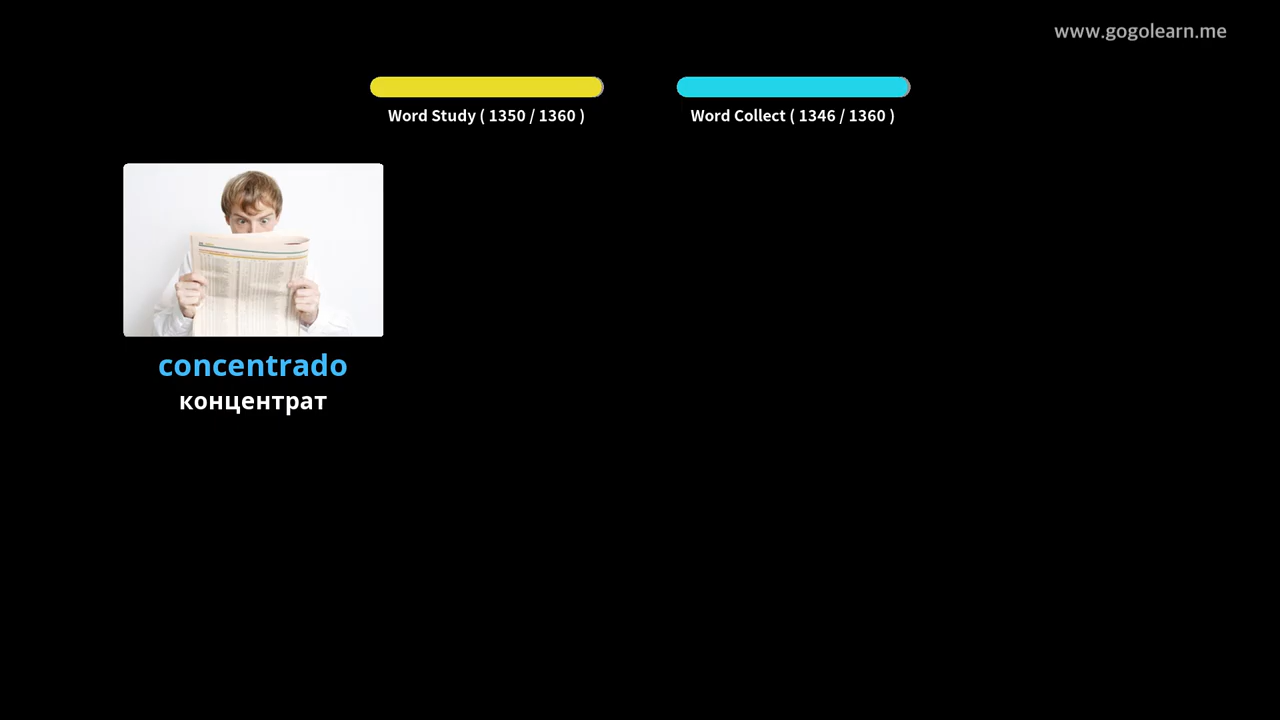 www.gogolearn.me
Word Study ( 1350 / 1360 )
Word Collect ( 1346 / 1360 )
concentrado
концентрат